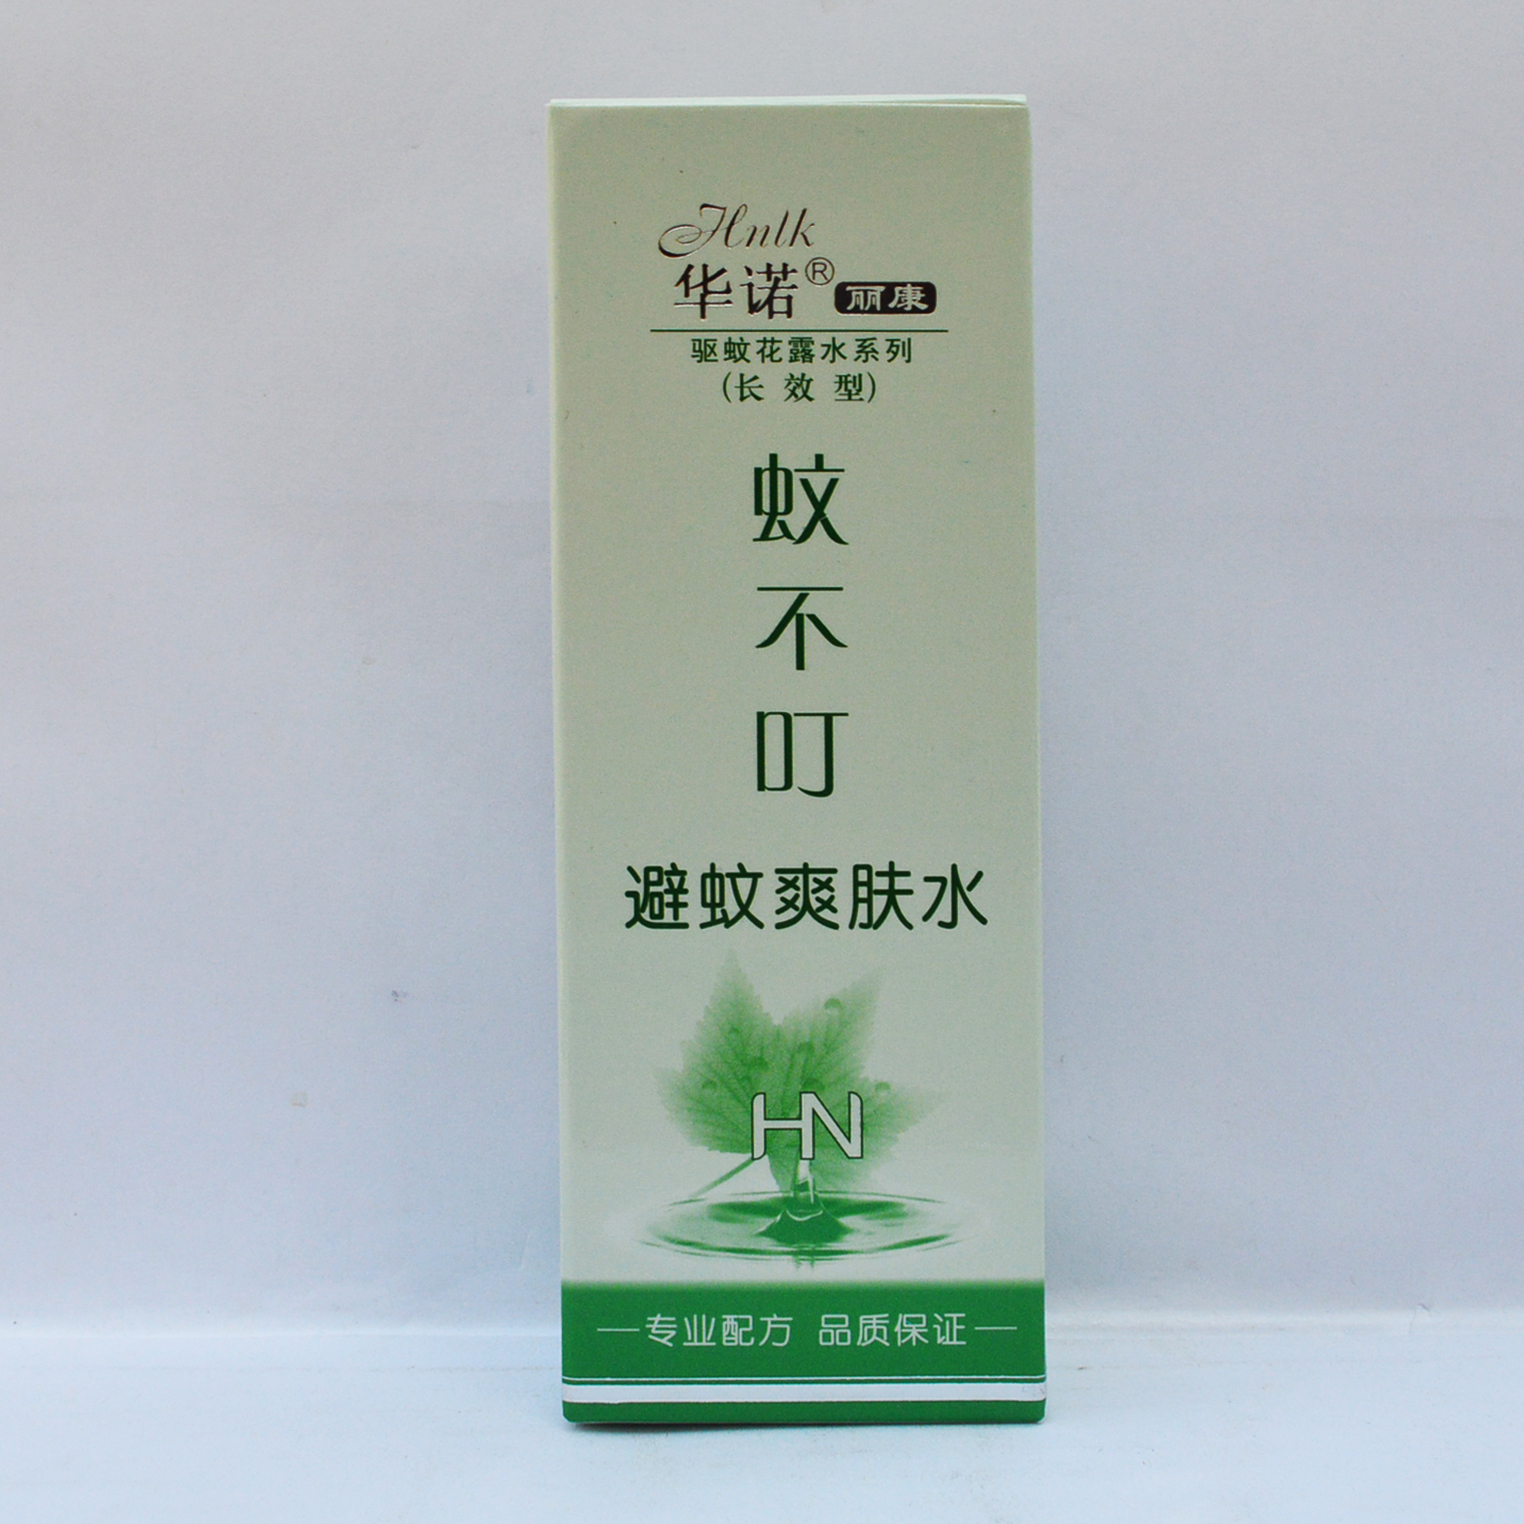 Hnlk
华诺® 丽康
驱蚊花露水系列
(长效型)
蚊
不
叮
避蚊爽肤水
HN
—专业配方 品质保证—